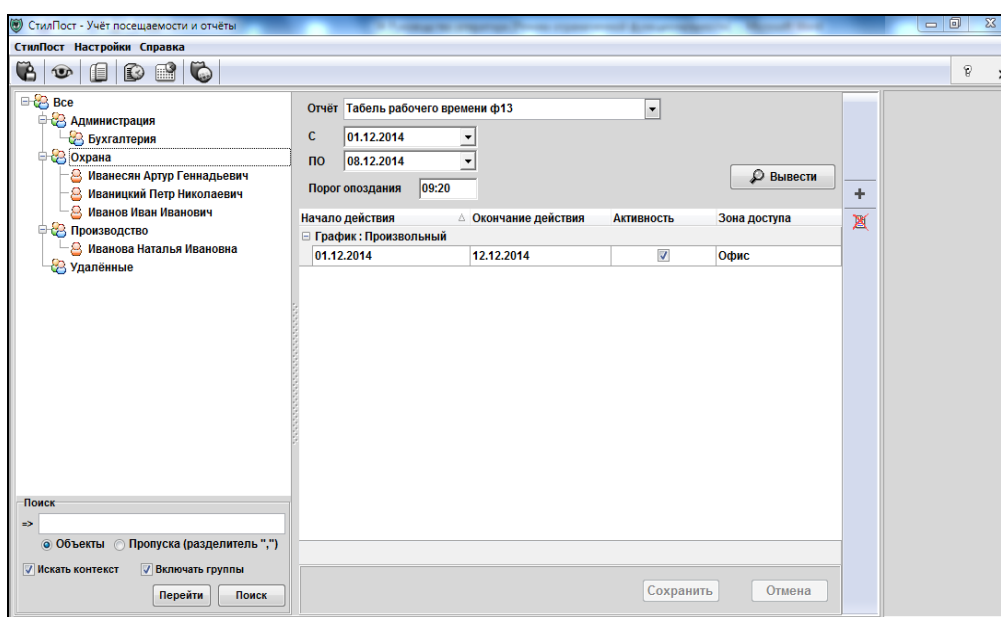 СтилПост - Учёт посещаемости и отчёты
СтилПост Настройки Справка
Все
Администрация
Бухгалтерия
Охрана
Иванесян Артур Геннадьевич
Иваницкий Петр Николаевич
Иванов Иван Иванович
Производство
Иванова Наталья Ивановна
Удалённые
Поиск
=>
Объекты Пропуска (разделитель ",")
Искать контекст Включать группы
Перейти Поиск
Отчёт Табель рабочего времени ф13
С 01.12.2014
ПО 08.12.2014
Порог опоздания 09:20
Вывести
Начало действия Окончание действия Активность Зона доступа
График : Произвольный
01.12.2014 12.12.2014 Офис
Сохранить Отмена